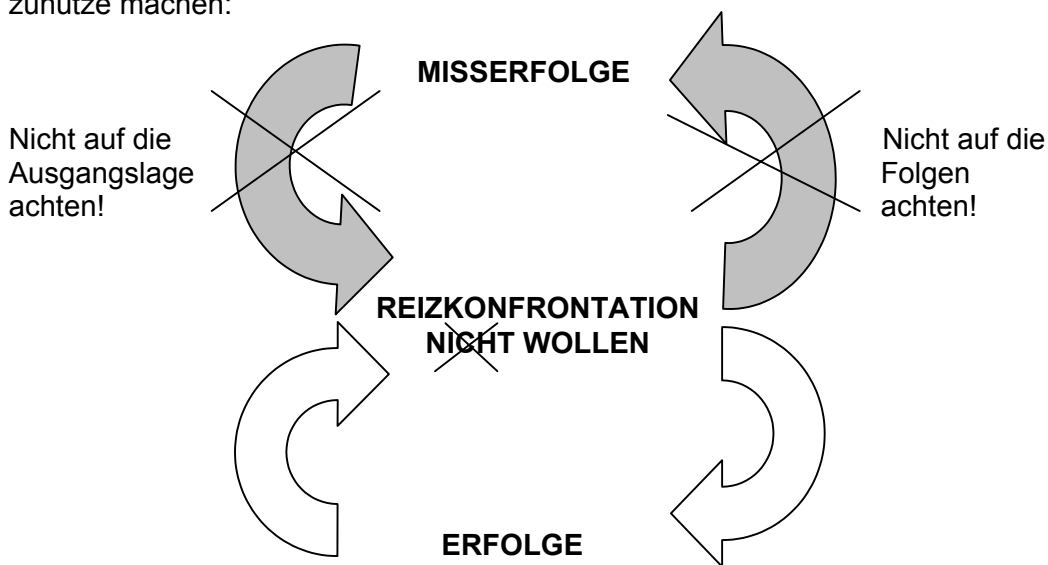 zunutze machen:
MISSERFOLGE
Nicht auf die
Ausgangslage
achten!
Nicht auf die
Folgen
achten!
REIZKONFRONTATION
NICHT WOLLEN
ERFOLGE